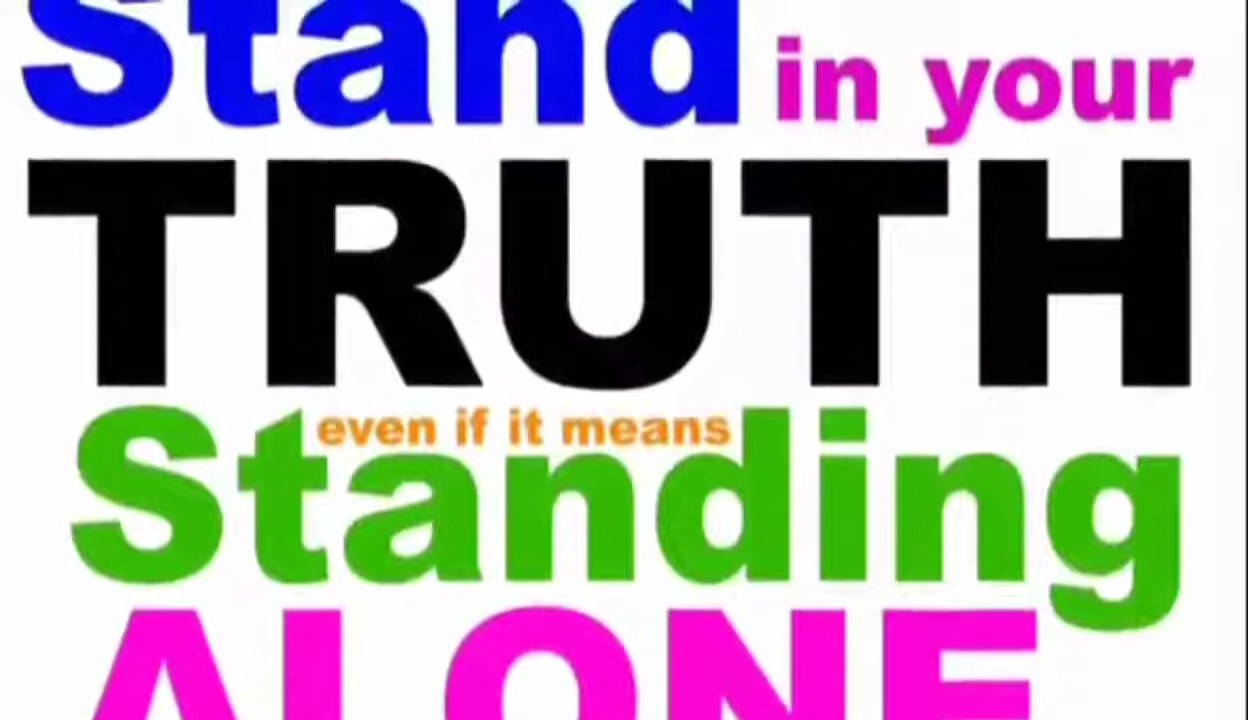 Stand in your
TRUTH
even if it means
Standing
ALONE